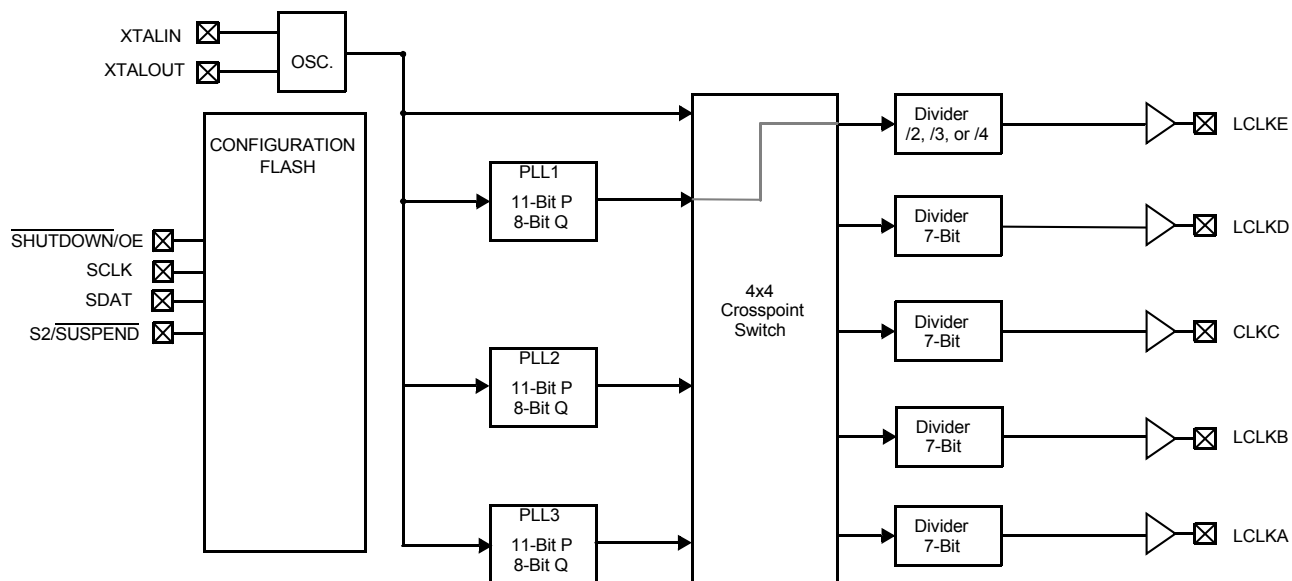 XTALIN
XTALOUT
OSC.
CONFIGURATION
FLASH
SHUTDOWN/OE
SCLK
SDAT
S2/SUSPEND
PLL1
11-Bit P
8-Bit Q
PLL2
11-Bit P
8-Bit Q
PLL3
11-Bit P
8-Bit Q
4x4
Crosspoint
Switch
Divider
/2, /3, or /4
LCLKE
Divider
7-Bit
LCLKD
Divider
7-Bit
CLKC
Divider
7-Bit
LCLKB
Divider
7-Bit
LCLKA